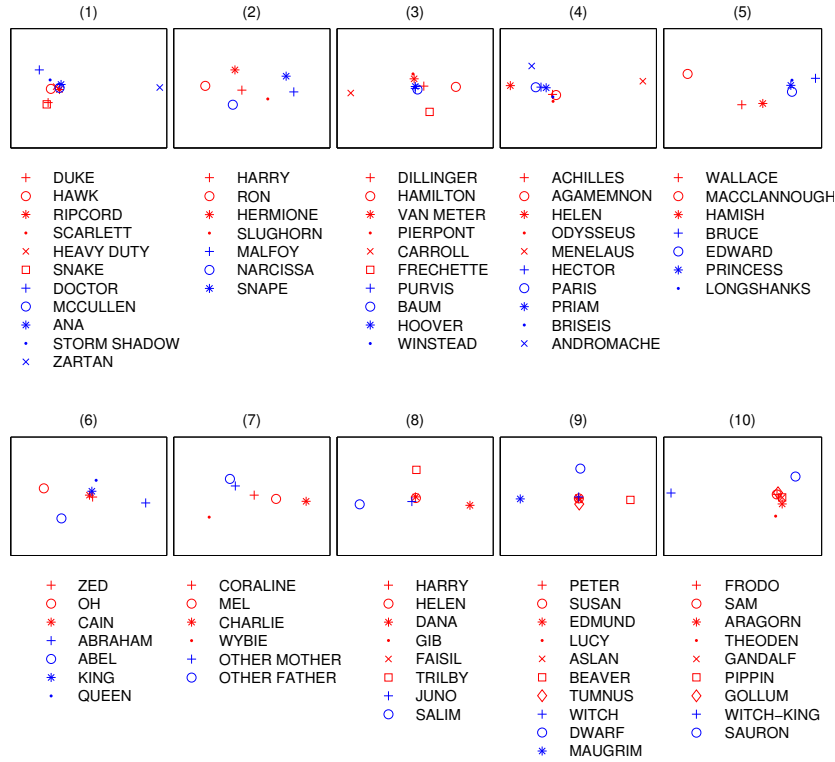 (1) (2) (3) (4) (5)
DUKE HARRY DILLINGER ACHILLES WALLACE
HAWK RON HAMILTON AGAMEMNON MACCLANNOUGH
RIPCORD HERMIONE VAN METER HELEN HAMISH
SCARLETT SLUGHORN PIERPONT ODYSSEUS BRUCE
HEAVY DUTY MALFOY CARROLL MENELAUS EDWARD
SNAKE NARCISSA FRECHETTE HECTOR PRINCESS
DOCTOR SNAPE PURVIS PARIS LONGSHANKS
MCCULLEN BAUM PRIAM
ANA HOOVER BRISEIS
STORM SHADOW WINSTEAD ANDROMACHE
ZARTAN
(6) (7) (8) (9) (10)
ZED CORALINE HARRY PETER FRODO
OH MEL HELEN SUSAN SAM
CAIN CHARLIE DANA EDMUND ARAGORN
ABRAHAM WYBIE GIB LUCY THEODEN
ABEL OTHER MOTHER FAISIL ASLAN GANDALF
KING OTHER FATHER TRILBY BEAVER PIPPIN
QUEEN JUNO TUMNUS GOLLUM
SALIM WITCH WITCH−KING
DWARF SAURON
MAUGRIM